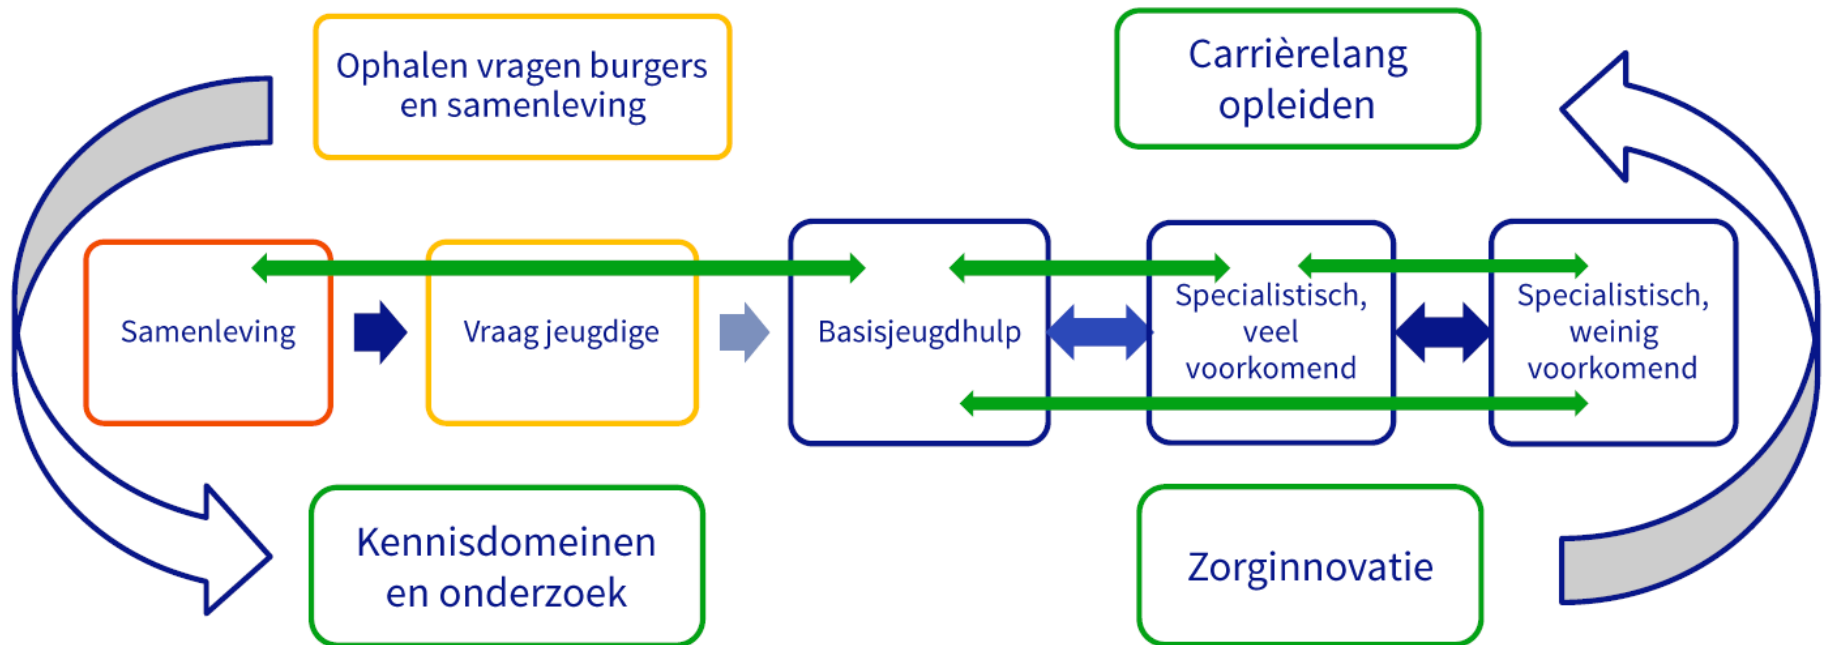 Ophalen vragen burgers
en samenleving
Carrièrelang
opleiden
Samenleving
Vraag jeugdige
Basisjeugdhulp
Specialistisch,
veel
voorkomend
Specialistisch,
weinig
voorkomend
Kennisdomeinen
en onderzoek
Zorginnovatie